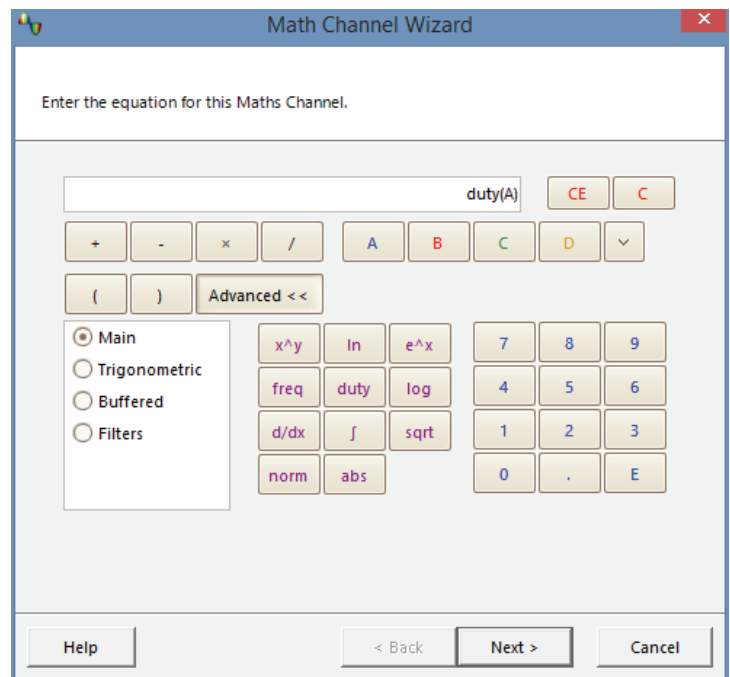 Math Channel Wizard
×
Enter the equation for this Maths Channel.
duty(A) CE C
+ - × / A B C D
( ) Advanced <<
Main
Trigonometric
Buffered
Filters
x^y ln e^x
freq duty log
d/dx ∫ sqrt
norm abs
7 8 9
4 5 6
1 2 3
0 . E
Help < Back Next > Cancel